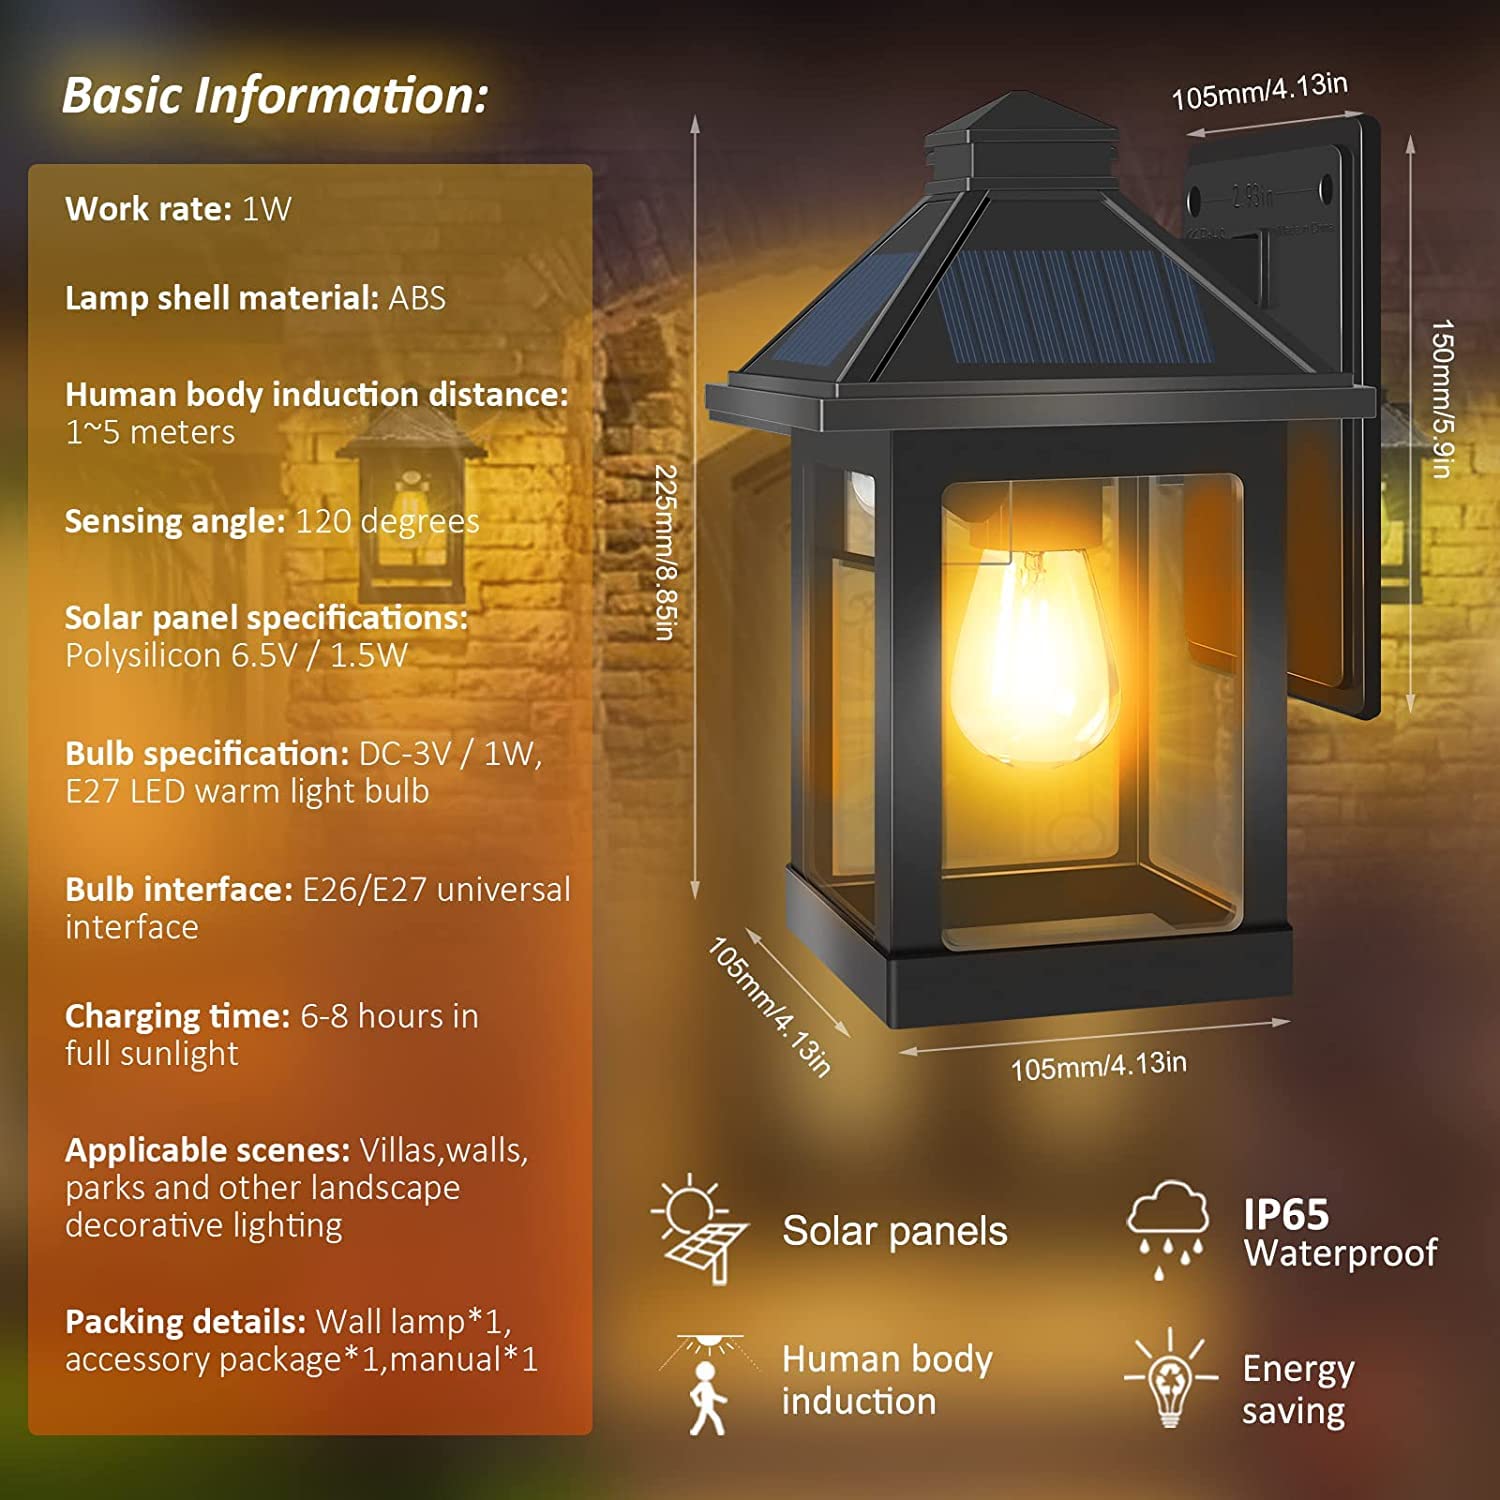 Basic Information:
Work rate: 1W
Lamp shell material: ABS
Human body induction distance:
1~5 meters
Sensing angle: 120 degrees
Solar panel specifications:
Polysilicon 6.5V / 1.5W
Bulb specification: DC-3V / 1W,
E27 LED warm light bulb
Bulb interface: E26/E27 universal
interface
Charging time: 6-8 hours in
full sunlight
Applicable scenes: Villas,walls,
parks and other landscape
decorative lighting
Packing details: Wall lamp*1,
accessory package*1,manual*1
105mm/4.13in
2.93in
Made in China
150mm/5.9in
225mm/8.85in
105mm/4.13in
105mm/4.13in
Solar panels
IP65
Waterproof
Human body
induction
Energy
saving